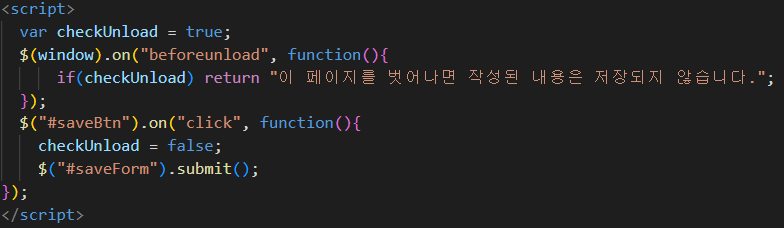 <script>
var checkUnload = true;
$(window).on("beforeunload", function(){
if(checkUnload) return "이 페이지를 벗어나면 작성된 내용은 저장되지 않습니다.";
});
$("#saveBtn").on("click", function(){
checkUnload = false;
$("#saveForm").submit();
});
</script>